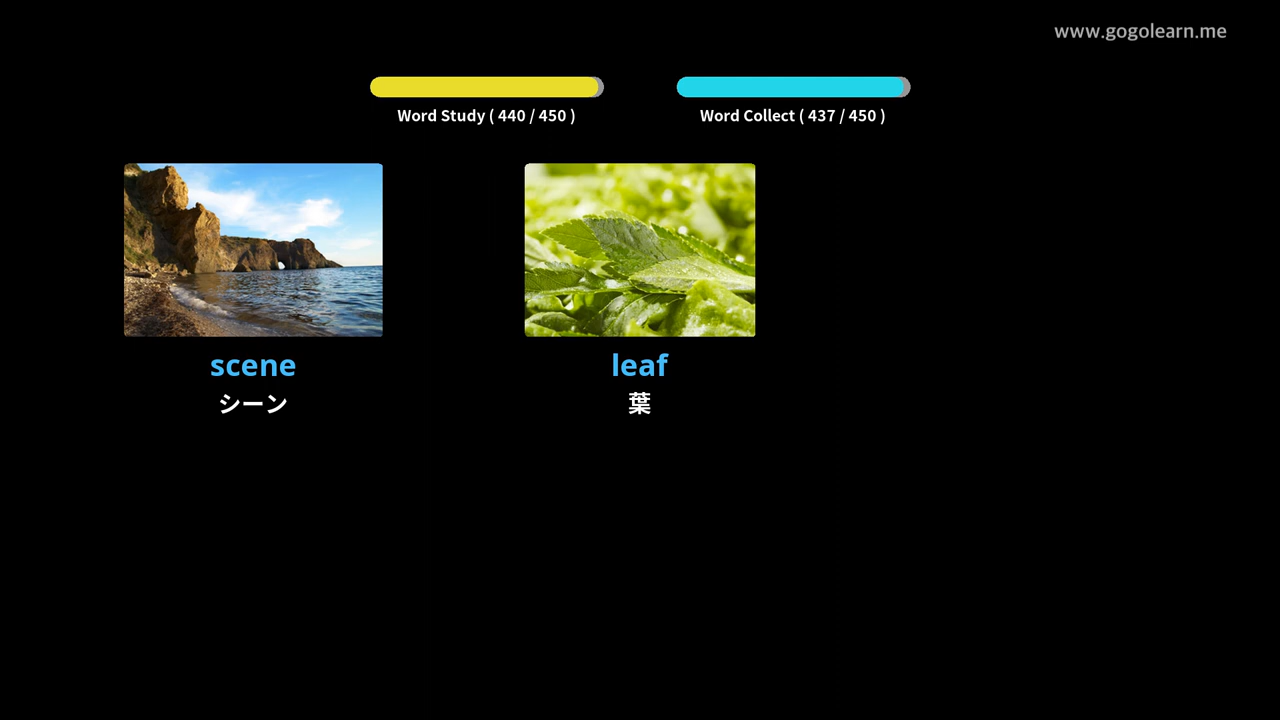 www.gogolearn.me
Word Study ( 440 / 450 )
Word Collect ( 437 / 450 )
scene
シーン
leaf
葉